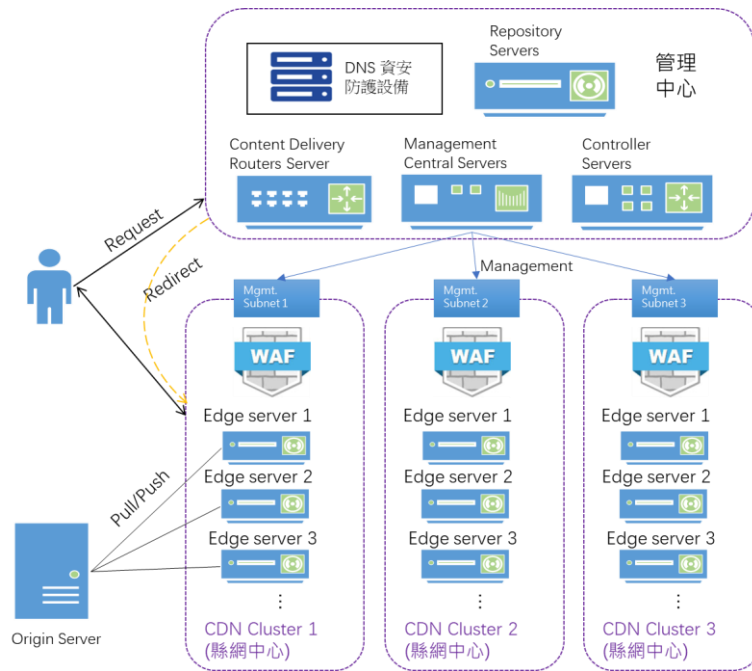 Repository
Servers
DNS 資安
防護設備
管理
中心
Content Delivery
Routers Server
Management
Central Servers
Controller
Servers
Request
Redirect
Management
Mgmt.
Subnet 1
Mgmt.
Subnet 2
Mgmt.
Subnet 3
WAF
WAF
WAF
Edge server 1
Edge server 1
Edge server 1
Edge server 2
Edge server 2
Edge server 2
Pull/Push
Edge server 3
Edge server 3
Edge server 3
⋮
⋮
⋮
Origin Server
CDN Cluster 1
(縣網中心)
CDN Cluster 2
(縣網中心)
CDN Cluster 3
(縣網中心)